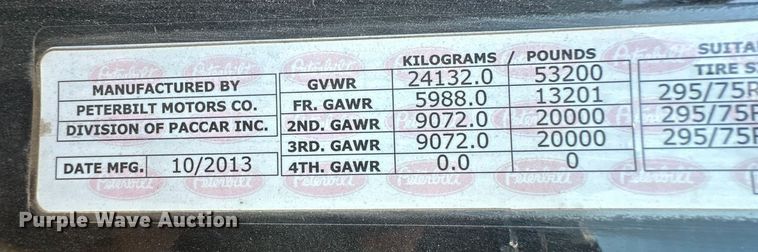 KILOGRAMS / POUNDS SUITA
MANUFACTURED BY GVWR 24132.0 53200 TIRE S
PETERBILT MOTORS CO. FR. GAWR 5988.0 13201 295/75R
DIVISION OF PACCAR INC. 2ND. GAWR 9072.0 20000 295/75R
3RD. GAWR 9072.0 20000 295/75R
DATE MFG. 10/2013 4TH. GAWR 0.0 0
Purple Wave Auction